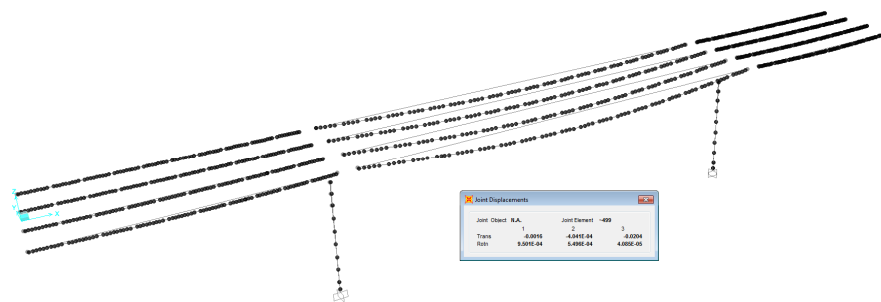 Z
Y
X
Joint Displacements
Joint Object N.A. Joint Element ~499
1 2 3
Trans -0.0016 -4.041E-04 -0.0204
Rotn 9.501E-04 5.496E-04 4.085E-05